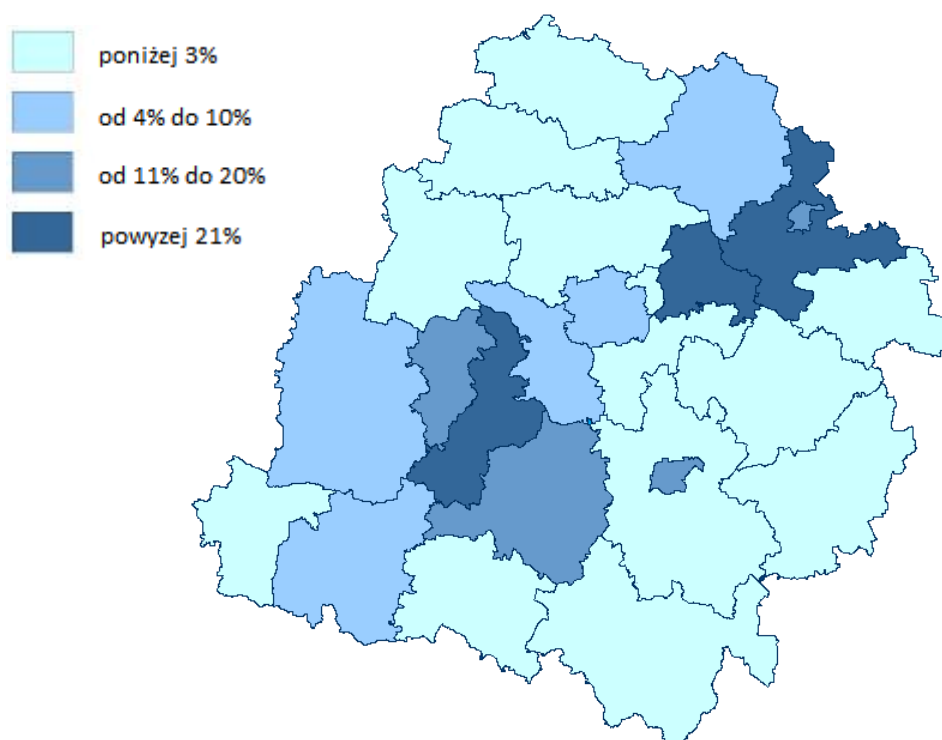 poniżej 3%
od 4% do 10%
od 11% do 20%
powyzej 21%